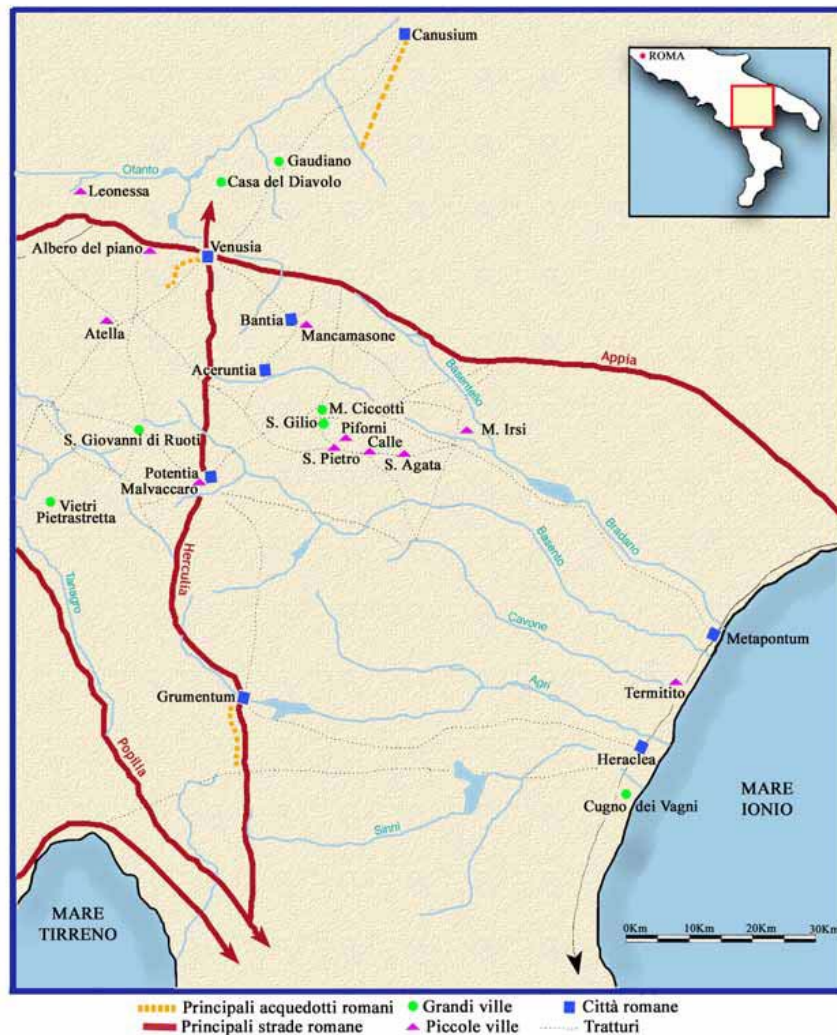 Canusium
ROMA
Gaudiano
Otanto
Casa del Diavolo
Leonessa
Albero del piano
Venusia
Bantia
Mancamasone
Atella
Appia
Aceruntia
Basentello
M. Ciccotti
S. Gilio
Piforni
M. Irsi
S. Giovanni di Ruoti
Calle
S. Pietro
S. Agata
Potentia
Malvaccaro
Vietri
Pietrastretta
Herculia
Basento
Bradano
Tanagro
Cavone
Metapontum
Grumentum
Agri
Termitito
Popilia
Heraclea
MARE
IONIO
Cugno dei Vagni
Sinni
MARE
TIRRENO
0Km 10Km 20Km 30Km
Principali acquedotti romani
Grandi ville
Città romane
Principali strade romane
Piccole ville
Tratturi